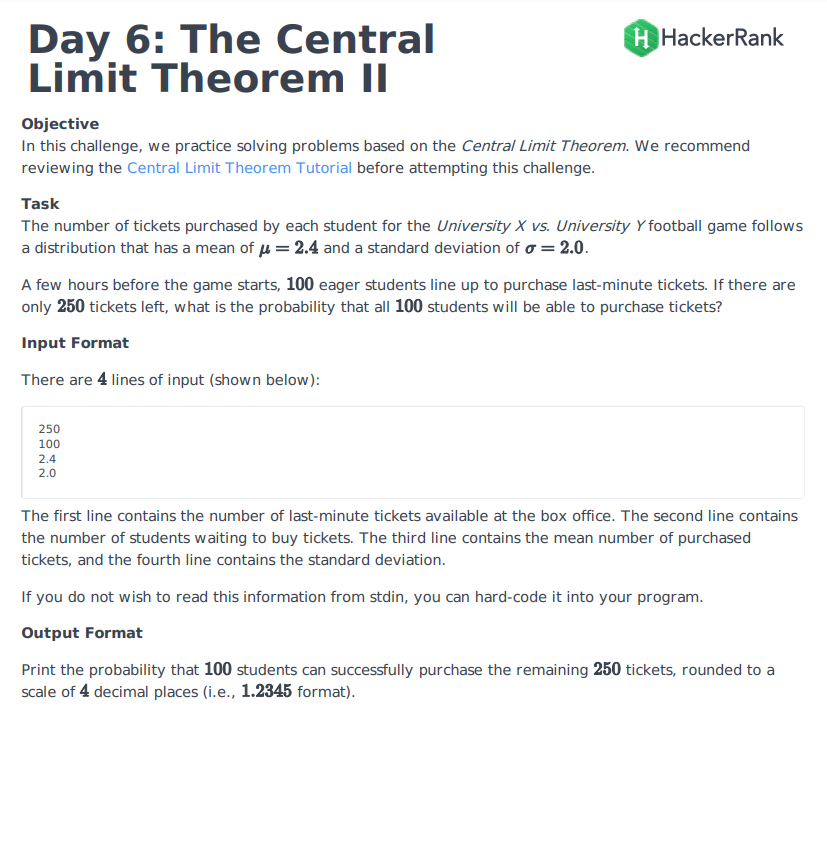 Day 6: The Central
Limit Theorem II
HackerRank
Objective
In this challenge, we practice solving problems based on the Central Limit Theorem. We recommend
reviewing the Central Limit Theorem Tutorial before attempting this challenge.
Task
The number of tickets purchased by each student for the University X vs. University Y football game follows
a distribution that has a mean of μ = 2.4 and a standard deviation of σ = 2.0.
A few hours before the game starts, 100 eager students line up to purchase last-minute tickets. If there are
only 250 tickets left, what is the probability that all 100 students will be able to purchase tickets?
Input Format
There are 4 lines of input (shown below):
250
100
2.4
2.0
The first line contains the number of last-minute tickets available at the box office. The second line contains
the number of students waiting to buy tickets. The third line contains the mean number of purchased
tickets, and the fourth line contains the standard deviation.
If you do not wish to read this information from stdin, you can hard-code it into your program.
Output Format
Print the probability that 100 students can successfully purchase the remaining 250 tickets, rounded to a
scale of 4 decimal places (i.e., 1.2345 format).